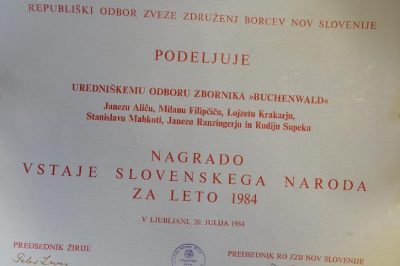 REPUBLIŠKI ODBOR ZVEZE ZDRUŽENJ BORCEV NOV SLOVENIJE
PODELJUJE
UREDNIŠKEMU ODBORU ZBORNIKA »BUCHENWALD«
Janezu Aliču, Milanu Filipčiču, Lojzetu Krakarju,
Stanislavu Mahkoti, Janezu Ranzingerju in Rudiju Supeku
NAGRADO
VSTAJE SLOVENSKEGA NARODA
ZA LETO 1984
V LJUBLJANI, 20. JULIJA 1984
PREDSEDNIK ŽIRIJE
PREDSEDNIK RO ZZB NOV SLOVENIJE